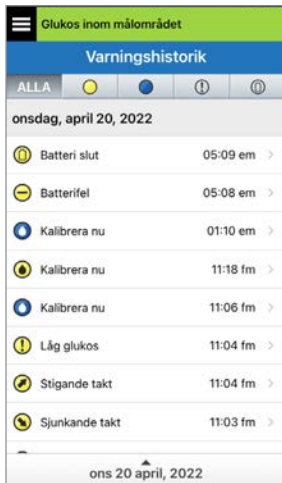 Glukos inom målområdet
Varningshistorik
ALLA
onsdag, april 20, 2022
Batteri slut 05:09 em
Batterifel 05:08 em
Kalibrera nu 01:10 em
Kalibrera nu 11:18 fm
Kalibrera nu 11:06 fm
Låg glukos 11:04 fm
Stigande takt 11:04 fm
Sjunkande takt 11:03 fm
ons 20 april, 2022